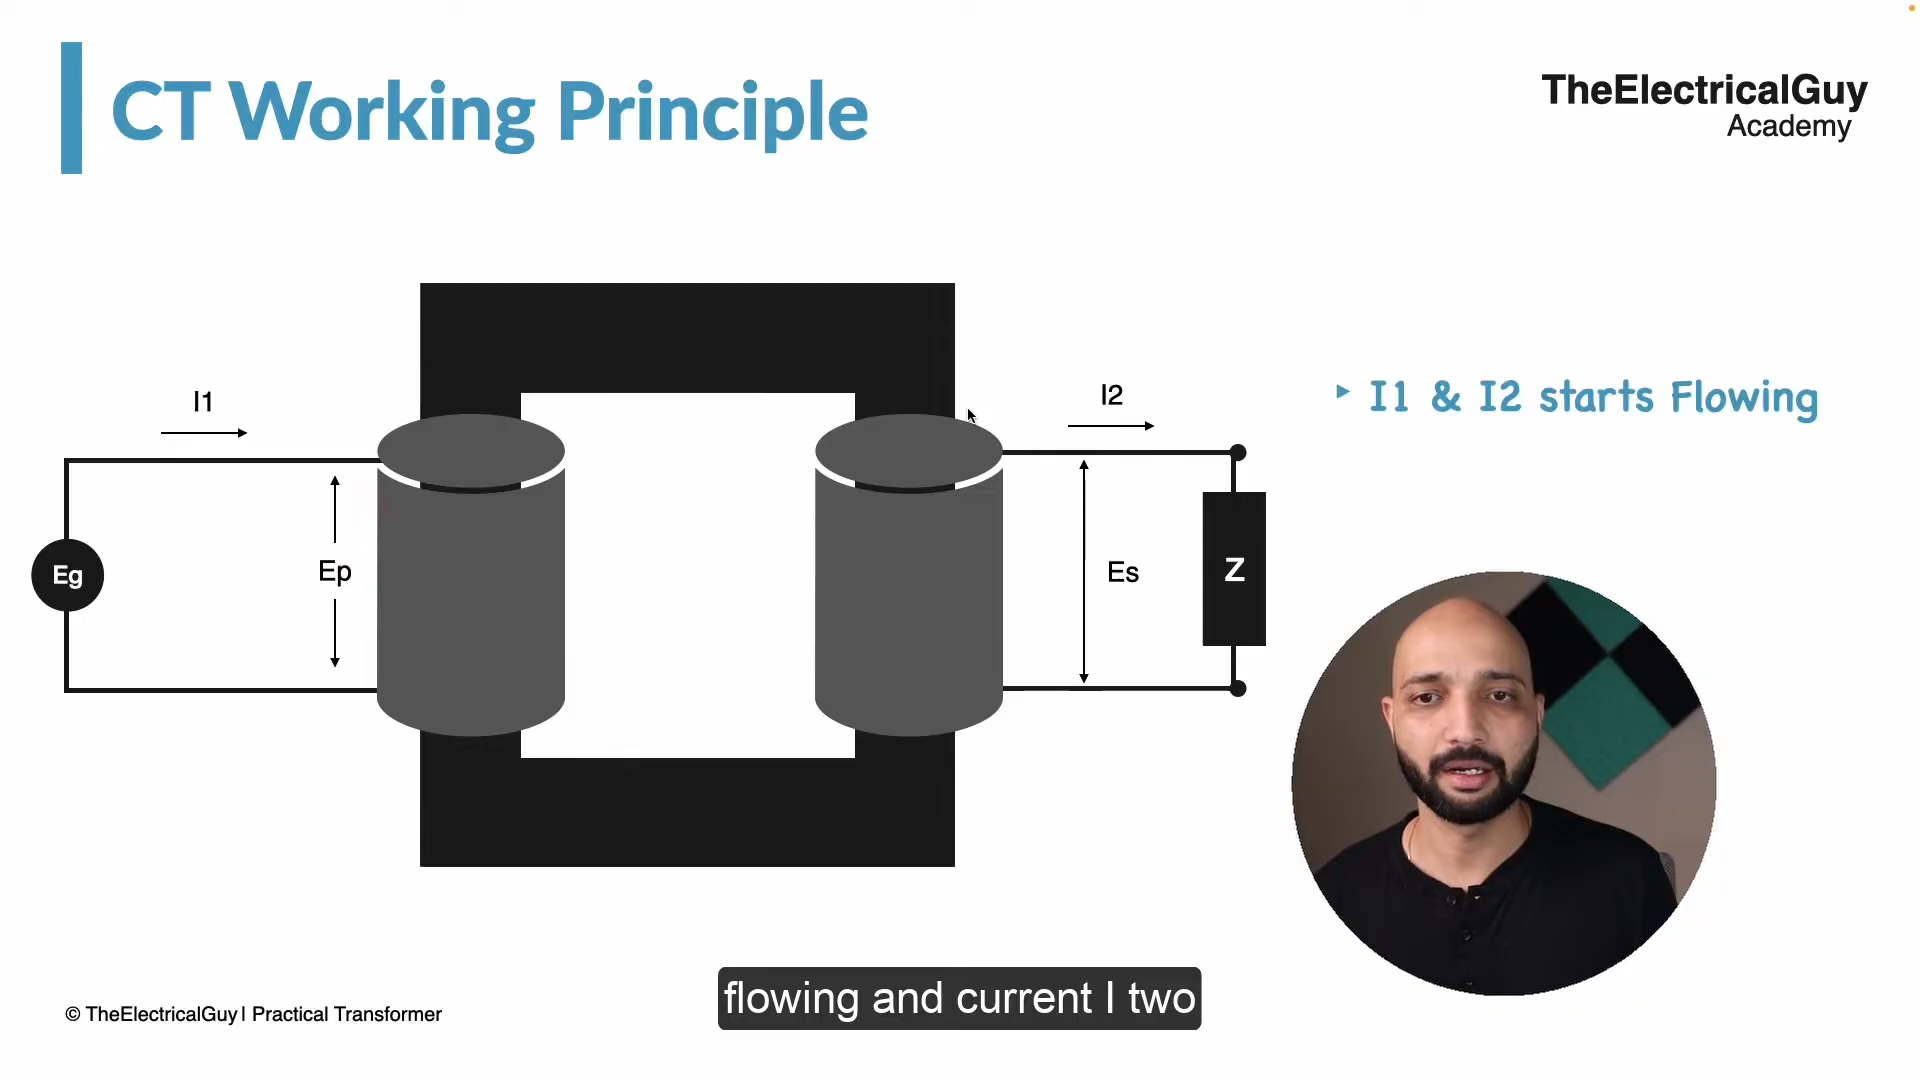 CT Working Principle
TheElectricalGuy
Academy
I1
I2
I1 & I2 starts Flowing
Eg
Ep
Es
Z
flowing and current I two
© TheElectricalGuy | Practical Transformer